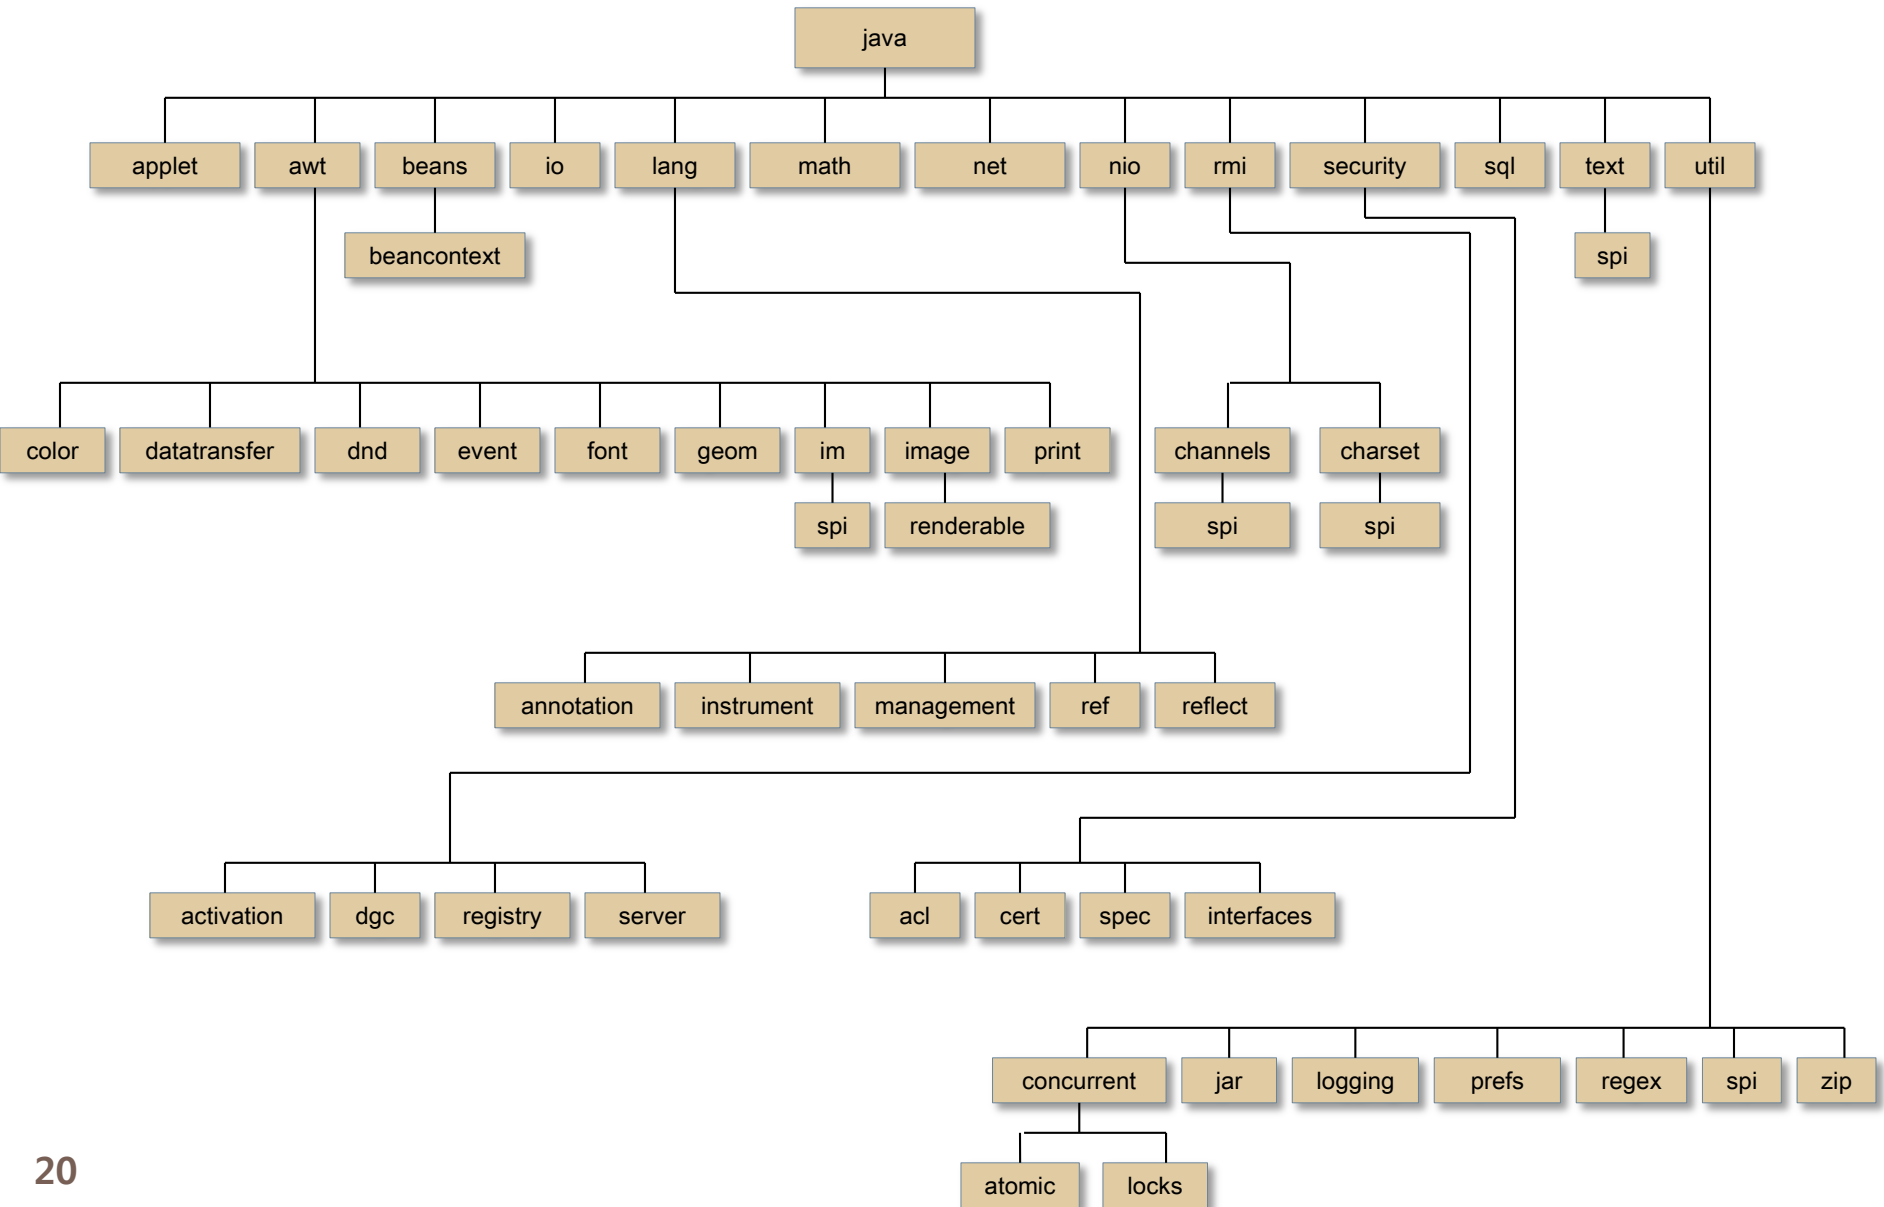 java
applet awt beans io lang math net nio rmi security sql text util
beancontext spi
color datatransfer dnd event font geom im image print channels charset
spi renderable spi spi
annotation instrument management ref reflect
activation dgc registry server acl cert spec interfaces
concurrent jar logging prefs regex spi zip
atomic locks
20